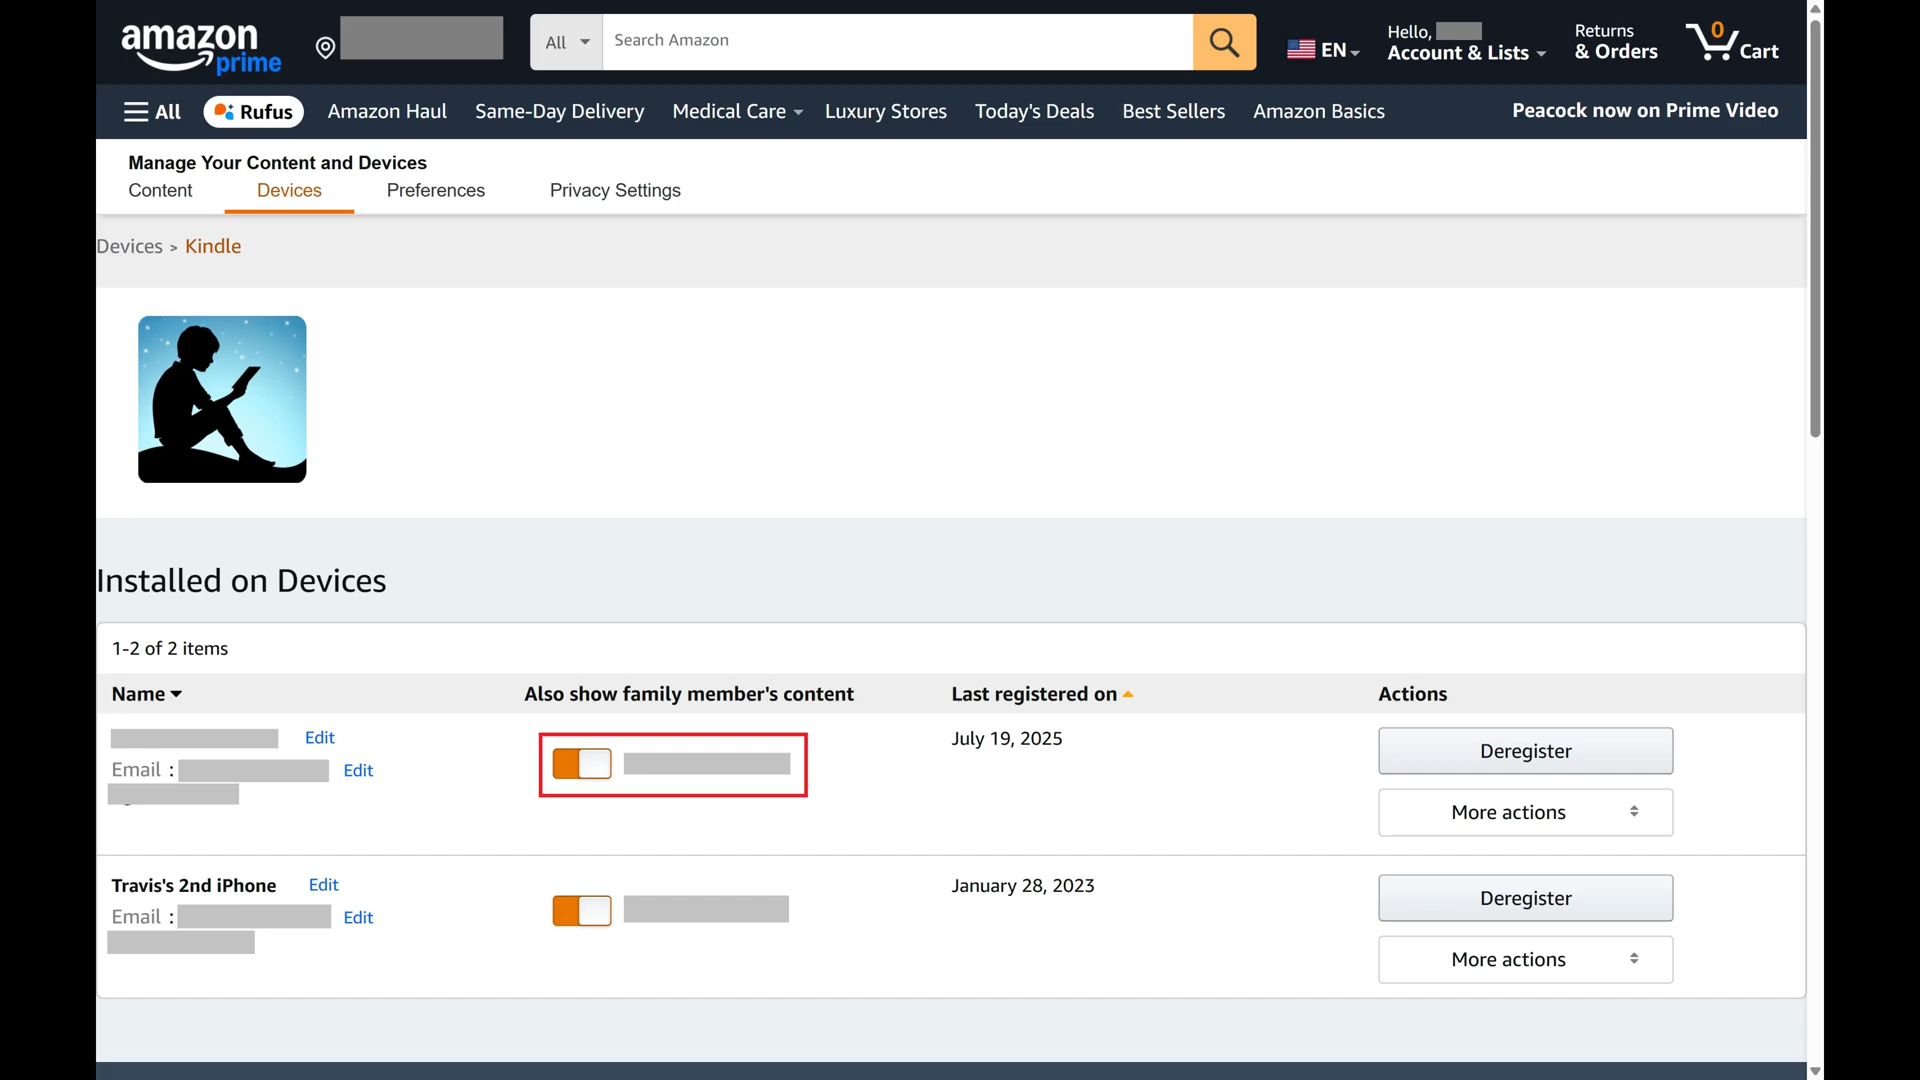 amazon
prime
All
Search Amazon
EN
Hello,
Account & Lists
Returns
& Orders
0
Cart
All
Rufus
Amazon Haul
Same-Day Delivery
Medical Care
Luxury Stores
Today's Deals
Best Sellers
Amazon Basics
Peacock now on Prime Video
Manage Your Content and Devices
Content
Devices
Preferences
Privacy Settings
Devices > Kindle
Installed on Devices
1-2 of 2 items
Name
Also show family member's content
Last registered on
Actions
Edit
July 19, 2025
Deregister
Email :
Edit
More actions
Travis's 2nd iPhone
Edit
January 28, 2023
Deregister
Email :
Edit
More actions